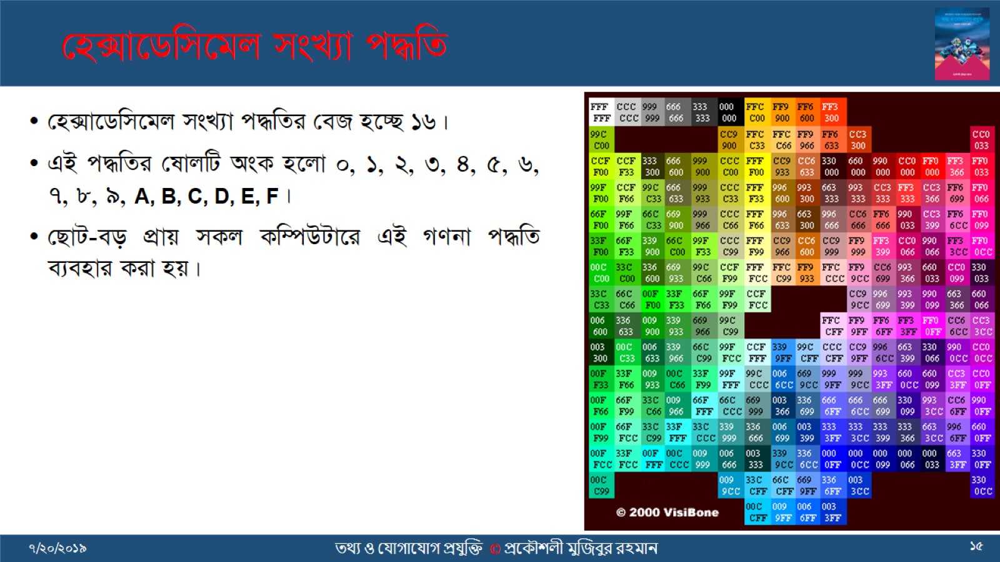 হেক্সাডেসিমেল সংখ্যা পদ্ধতি
• হেক্সাডেসিমেল সংখ্যা পদ্ধতির বেজ হচ্ছে ১৬।
• এই পদ্ধতির ষোলটি অংক হলো ০, ১, ২, ৩, ৪, ৫, ৬,
৭, ৮, ৯, A, B, C, D, E, F।
• ছোট-বড় প্রায় সকল কম্পিউটারে এই গণনা পদ্ধতি
ব্যবহার করা হয়।
FFF CCC 999 666 333 000 FFC FF9 FF6 FF3
FFF CCC 999 666 333 000 C00 900 600 300
99C CC9 FFC FFC FF9 FF6 CC3 CC0
C00 900 C33 C66 966 633 300 033
CCF CCF 333 666 999 CCC FFF CC9 CC6 330 660 990 CC0 FF0 FF3 FF0
F00 F33 300 600 900 C00 F00 933 633 000 000 000 000 000 366 033
99F CCF 99C 666 999 CCC FFF 996 993 663 993 CC3 FF3 CC3 FF6 FF0
F00 F66 C33 633 933 C33 F33 600 300 333 333 333 333 366 699 066
66F 99F 66C 669 999 CCC FFF 996 663 996 CC6 FF6 990 CC3 FF6 FF0
F00 F66 C33 900 966 C66 F66 633 300 666 666 666 033 399 6CC 099
33F 66F 339 66C 99F CCC FFF CC9 CC6 CC9 FF9 FF3 CC0 990 FF3 FF0
F00 F33 900 C00 F33 C99 F99 966 600 999 999 399 066 066 3CC 0CC
00C 33C 336 669 99C CCF FFF FFC FF9 FFC FF9 CC6 993 660 CC0 330
C00 C00 600 933 C66 F99 FCC C99 933 CCC 9CC 699 366 033 099 033
33C 66C 00F 33F 66F 99F CCF CC9 996 993 990 663 660
C33 C66 F00 F33 F66 F99 FCC 9CC 699 399 099 366 066
006 336 009 339 669 99C FFC FF9 FF6 FF3 FF0 CC6 CC3
600 633 900 933 966 C99 CFF 9FF 6FF 3FF 0FF 6CC 3CC
003 00C 006 339 66C 99F CCF 339 99C CCC CC9 996 663 330 990 CC0
300 C33 633 966 C99 FCC FFF 9FF CFF CFF 9FF 6CC 399 066 0CC 0CC
00F 33F 009 00C 33F 99F 99C 006 669 999 999 993 660 660 CC3 CC0
F33 F66 933 C66 F99 FFF CCC 6CC 9CC 9FF 9CC 3FF 0CC 099 3FF 0FF
00F 66F 33C 009 66F 66C 669 003 336 666 666 666 330 993 CC6 990
F66 F99 C66 966 FFF CCC 999 366 699 6FF 6CC 699 099 3CC 6FF 0FF
00F 66F 33C 33F 33C 339 336 006 003 333 333 333 333 663 996 660
F99 FCC C99 FFF CCC 999 666 699 399 3FF 3CC 399 366 3CC 6FF 0FF
00F 33F 00F 00C 009 006 003 339 336 000 000 000 000 000 663 330
FCC FCC FFF CCC 999 666 333 9CC 6CC 0FF 0CC 099 066 033 3FF 0FF
00C 009 33C 66C 669 336 003 330
C99 9CC CFF CFF 9FF 6FF 3CC 0CC
00C 009 006 003
CFF 9FF 6FF 3FF
© 2000 VisiBone
৭/২০/২০১৯ তথ্য ও যোগাযোগ প্রযুক্তি © প্রকৌশলী মুজিবুর রহমান ১৫